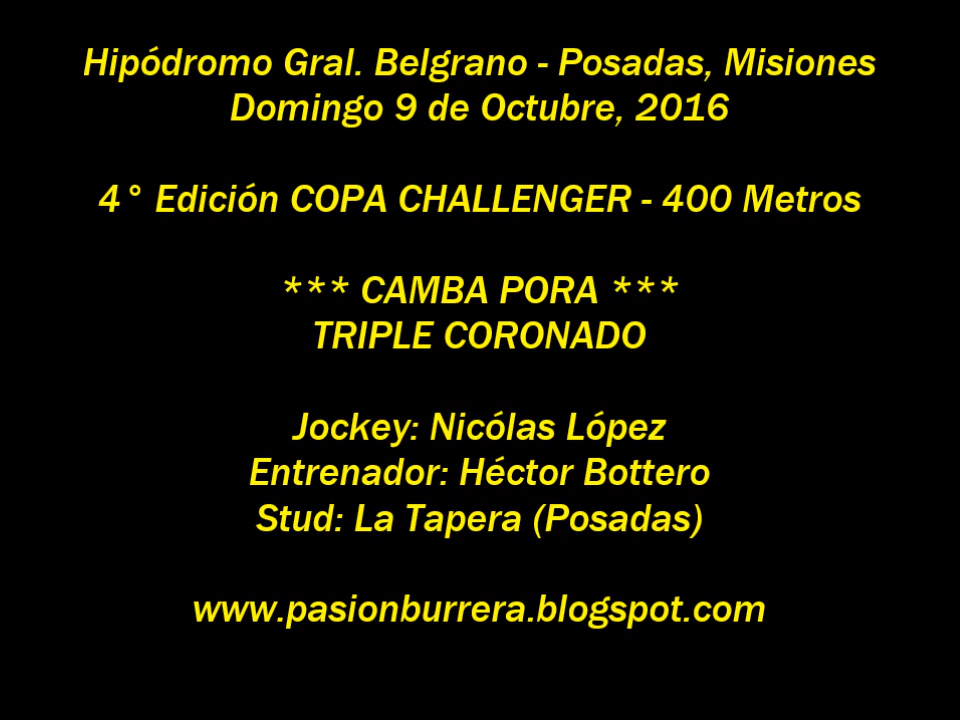 Hipódromo Gral. Belgrano - Posadas, Misiones
Domingo 9 de Octubre, 2016
4° Edición COPA CHALLENGER - 400 Metros
*** CAMBA PORA ***
TRIPLE CORONADO
Jockey: Nicólas López
Entrenador: Héctor Bottero
Stud: La Tapera (Posadas)
www.pasionburrera.blogspot.com